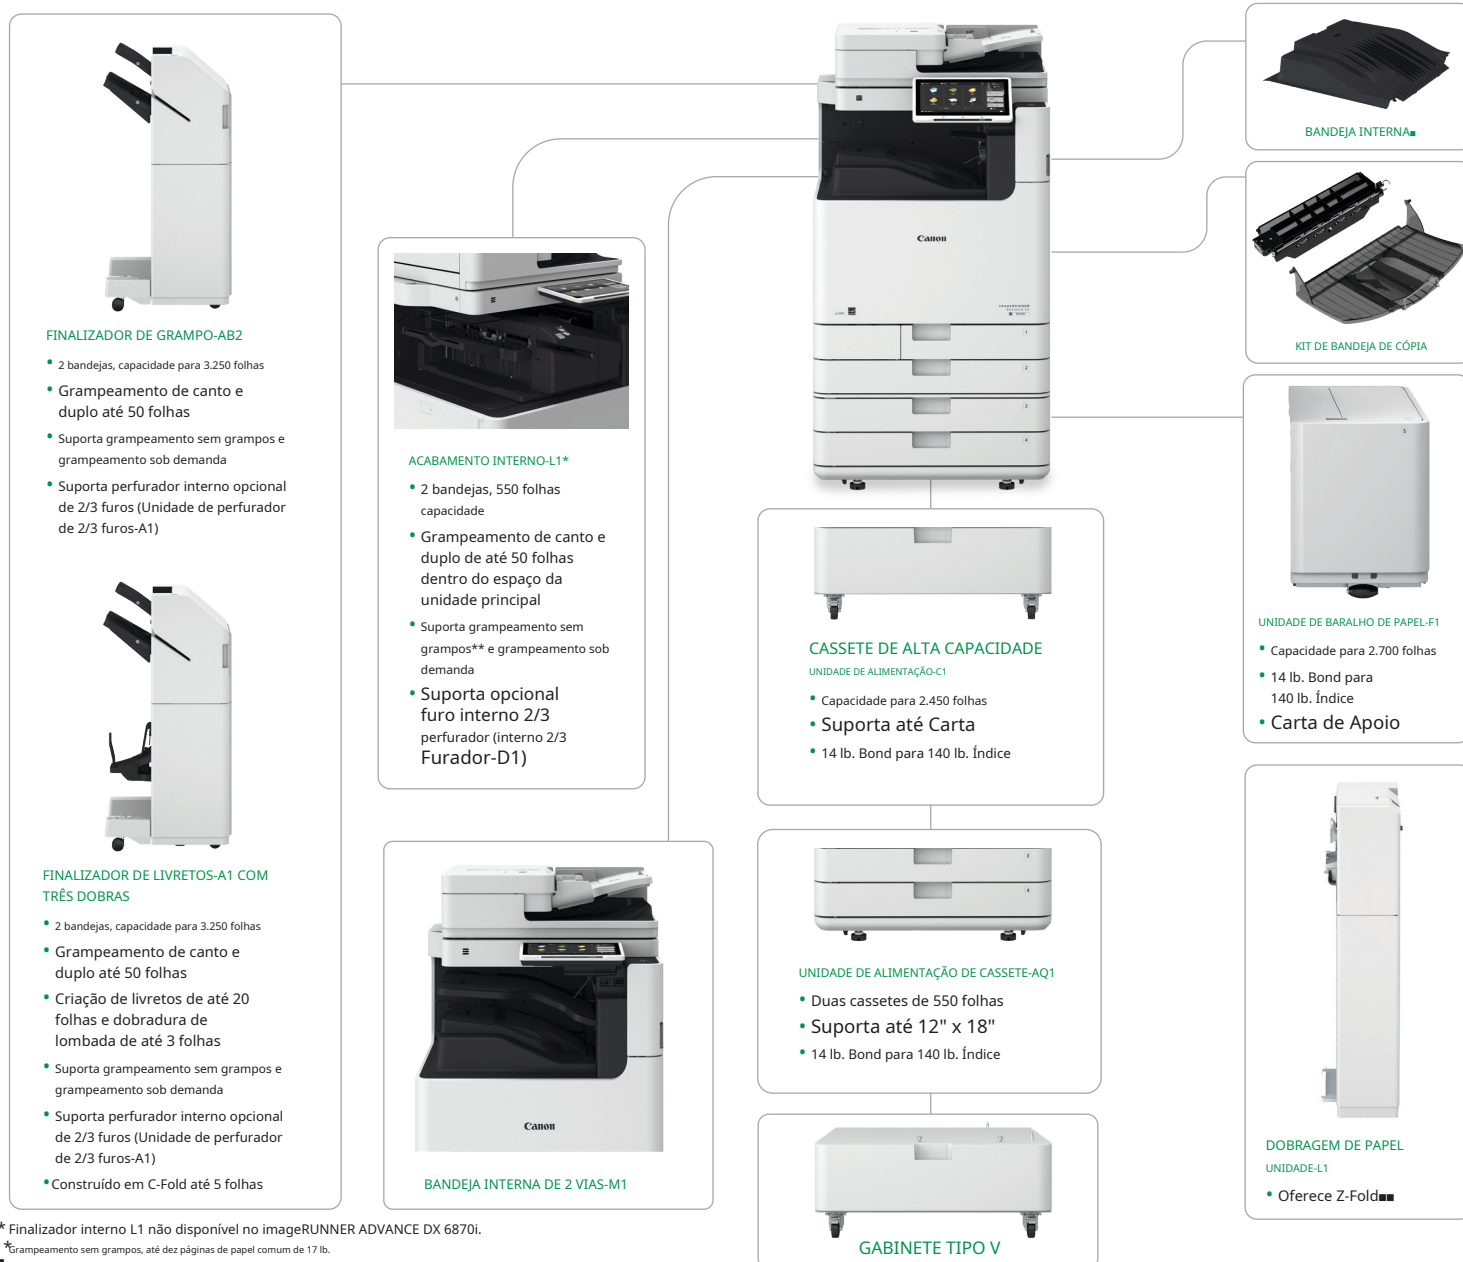 FINALIZADOR DE GRAMPO-AB2
• 2 bandejas, capacidade para 3.250 folhas
• Grampeamento de canto e
duplo até 50 folhas
• Suporta grampeamento sem grampos e
grampeamento sob demanda
• Suporta perfurador interno opcional
de 2/3 furos (Unidade de perfurador
de 2/3 furos-A1)
FINALIZADOR DE LIVRETOS-A1 COM
TRÊS DOBRAS
• 2 bandejas, capacidade para 3.250 folhas
• Grampeamento de canto e
duplo até 50 folhas
• Criação de livretos de até 20
folhas e dobradura de
lombada de até 3 folhas
• Suporta grampeamento sem grampos e
grampeamento sob demanda
• Suporta perfurador interno opcional
de 2/3 furos (Unidade de perfurador
de 2/3 furos-A1)
• Construído em C-Fold até 5 folhas
ACABAMENTO INTERNO-L1*
• 2 bandejas, 550 folhas
capacidade
• Grampeamento de canto e
duplo de até 50 folhas
dentro do espaço da
unidade principal
• Suporta grampeamento sem
grampos** e grampeamento sob
demanda
• Suporta opcional
furo interno 2/3
perfurador (interno 2/3
Furador-D1)
Canon
BANDEJA INTERNA DE 2 VIAS-M1
Canon
1
2
3
4
CASSETE DE ALTA CAPACIDADE
UNIDADE DE ALIMENTAÇÃO-C1
• Capacidade para 2.450 folhas
• Suporta até Carta
• 14 lb. Bond para 140 lb. Índice
3
4
UNIDADE DE ALIMENTAÇÃO DE CASSETE-AQ1
• Duas cassetes de 550 folhas
• Suporta até 12" x 18"
• 14 lb. Bond para 140 lb. Índice
GABINETE TIPO V
BANDEJA INTERNA■
KIT DE BANDEJA DE CÓPIA
5
UNIDADE DE BARALHO DE PAPEL-F1
• Capacidade para 2.700 folhas
• 14 lb. Bond para
140 lb. Índice
• Carta de Apoio
DOBRAGEM DE PAPEL
UNIDADE-L1
• Oferece Z-Fold■■
* Finalizador interno L1 não disponível no imageRUNNER ADVANCE DX 6870i.
*Grampeamento sem grampos, até dez páginas de papel comum de 17 lb.